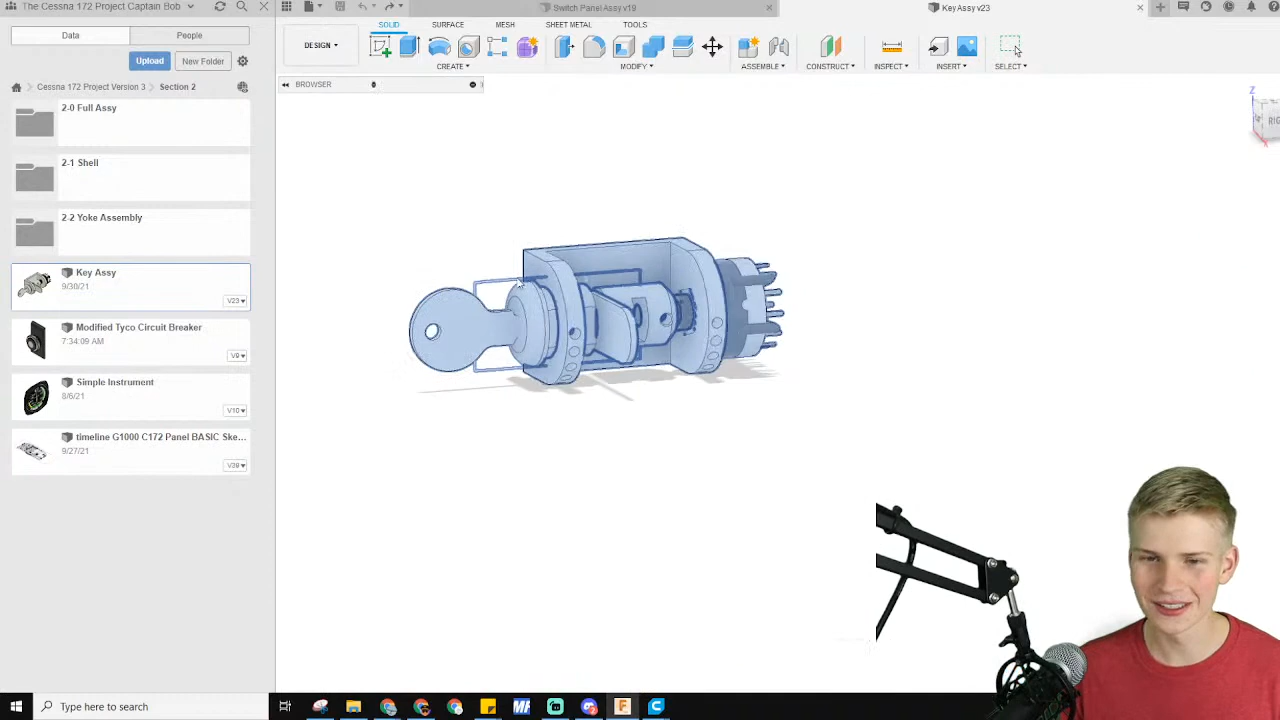 The Cessna 172 Project Captain Bob
Switch Panel Assy v19
Key Assy v23
Data
People
SOLID
SURFACE
MESH
SHEET METAL
TOOLS
DESIGN
Upload
New Folder
CREATE
MODIFY
ASSEMBLE
CONSTRUCT
INSPECT
INSERT
SELECT
Cessna 172 Project Version 3
Section 2
BROWSER
Z
X
2-0 Full Assy
2-1 Shell
2-2 Yoke Assembly
Key Assy
9/30/21
V23
Modified Tyco Circuit Breaker
7:34:09 AM
V9
Simple Instrument
8/6/21
V10
timeline G1000 C172 Panel BASIC Ske...
9/27/21
Type here to search